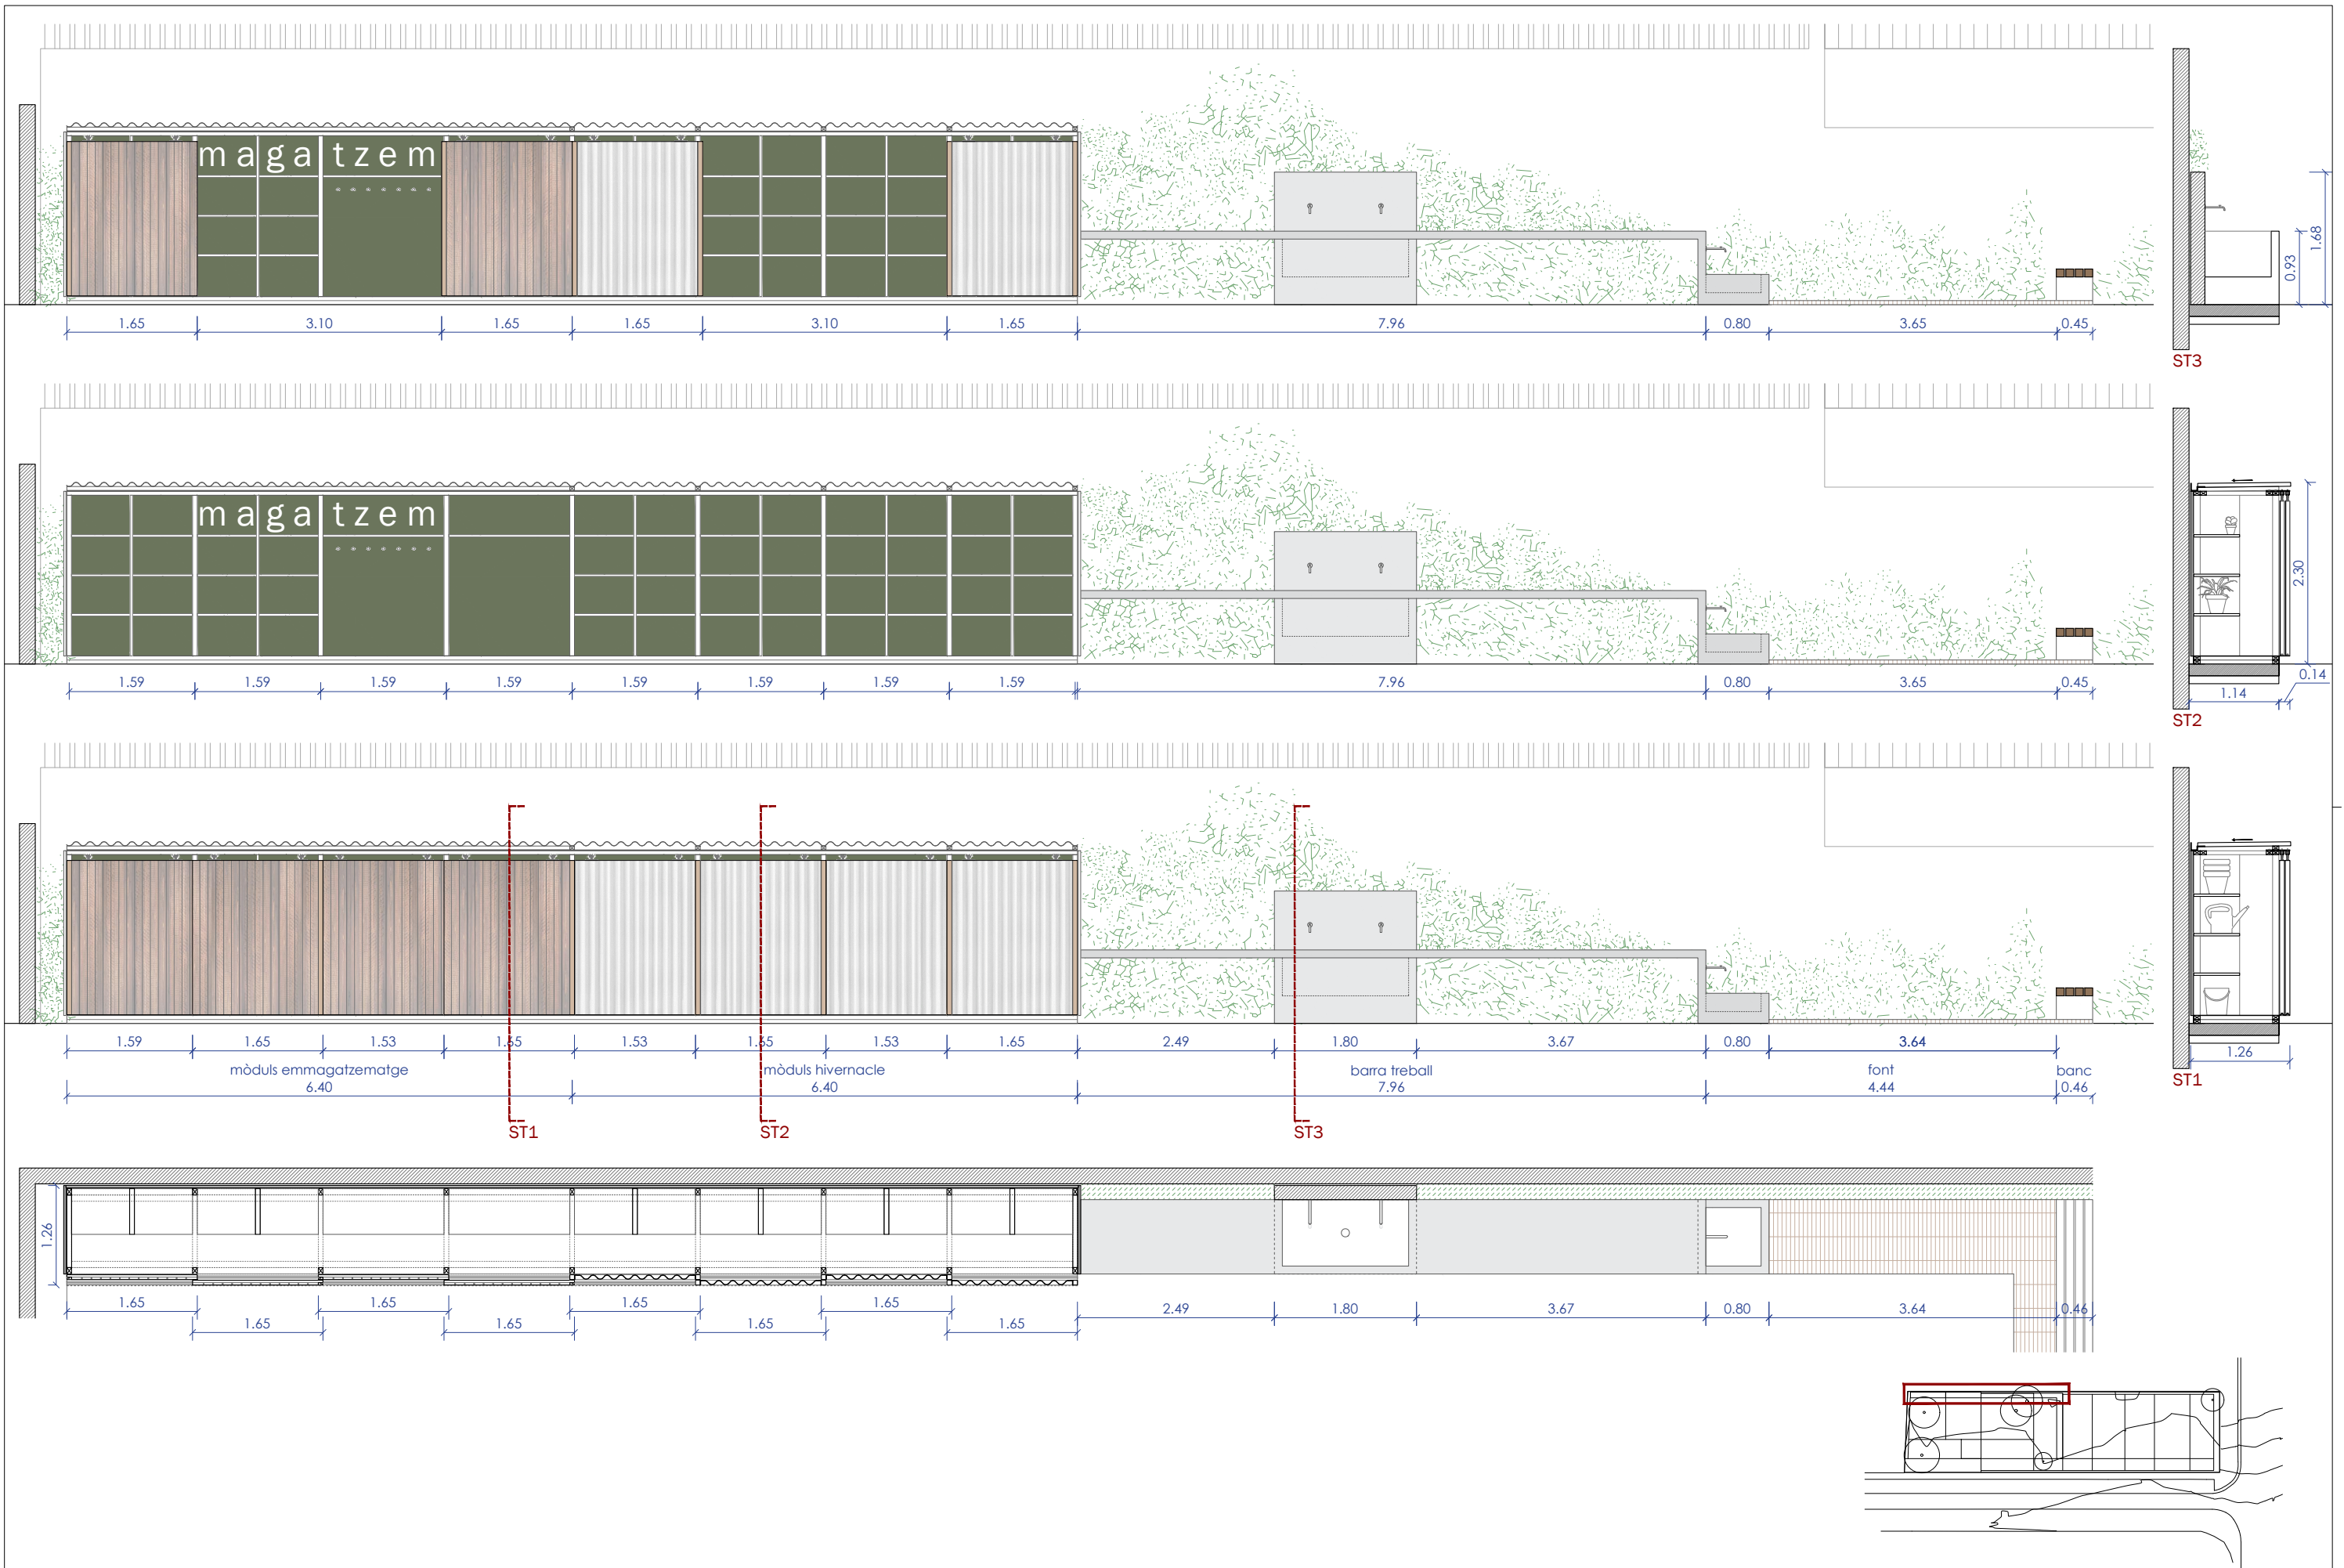 magatzem
1.65 3.10 1.65 1.65 3.10 1.65 7.96 0.80 3.65 0.45
0.93
1.68
ST3
magatzem
1.59 1.59 1.59 1.59 1.59 1.59 1.59 1.59 7.96 0.80 3.65 0.45
2.30
0.14
1.14
ST2
1.59 1.65 1.53 1.65 1.53 1.65 1.53 1.65 2.49 1.80 3.67 0.80 3.64
mòduls emmagatzematge mòduls hivernacle barra treball font banc
6.40 6.40 7.96 4.44 0.46
ST1 ST2 ST3
1.26
ST1
1.26
1.65 1.65 1.65 1.65 2.49 1.80 3.67 0.80 3.64 0.46
1.65 1.65 1.65 1.65